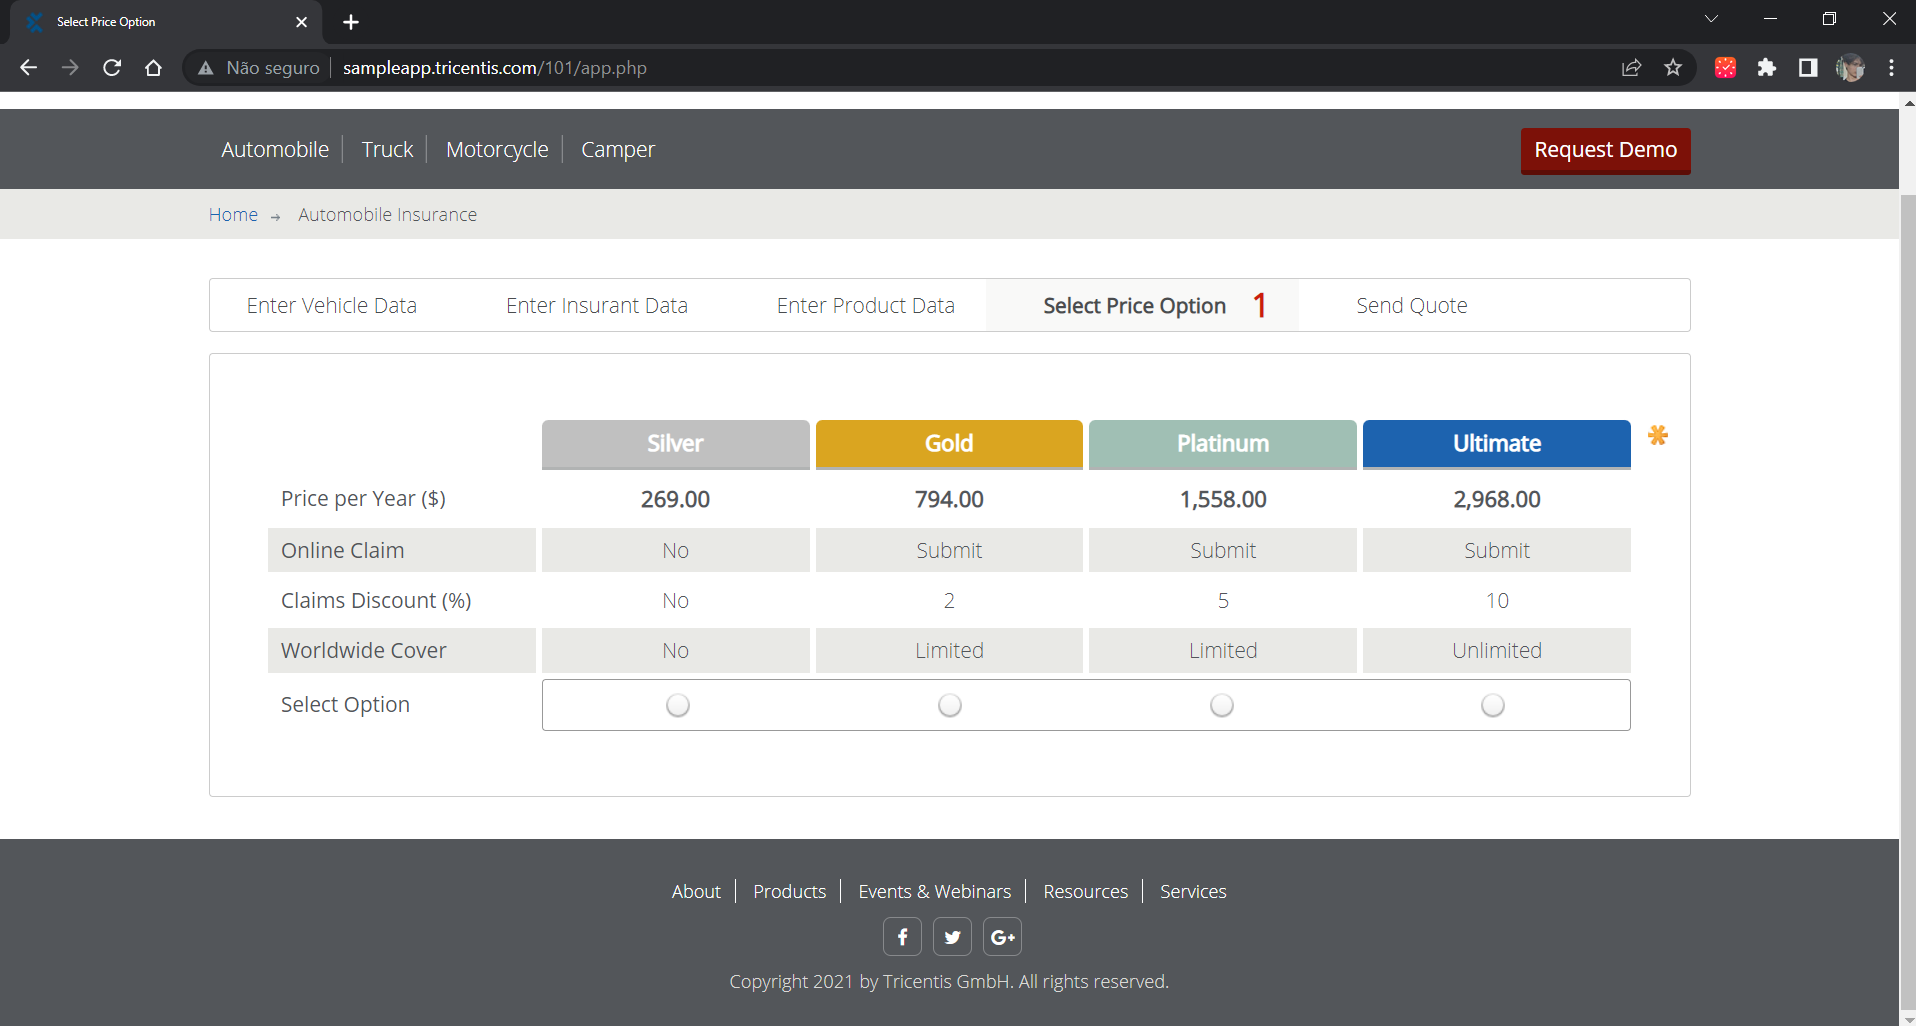 Select Price Option
Não seguro sampleapp.tricentis.com/101/app.php
Automobile Truck Motorcycle Camper Request Demo
Home → Automobile Insurance
Enter Vehicle Data Enter Insurant Data Enter Product Data Select Price Option 1 Send Quote
Silver Gold Platinum Ultimate
Price per Year ($) 269.00 794.00 1,558.00 2,968.00
Online Claim No Submit Submit Submit
Claims Discount (%) No 2 5 10
Worldwide Cover No Limited Limited Unlimited
Select Option
About Products Events & Webinars Resources Services
G+
Copyright 2021 by Tricentis GmbH. All rights reserved.